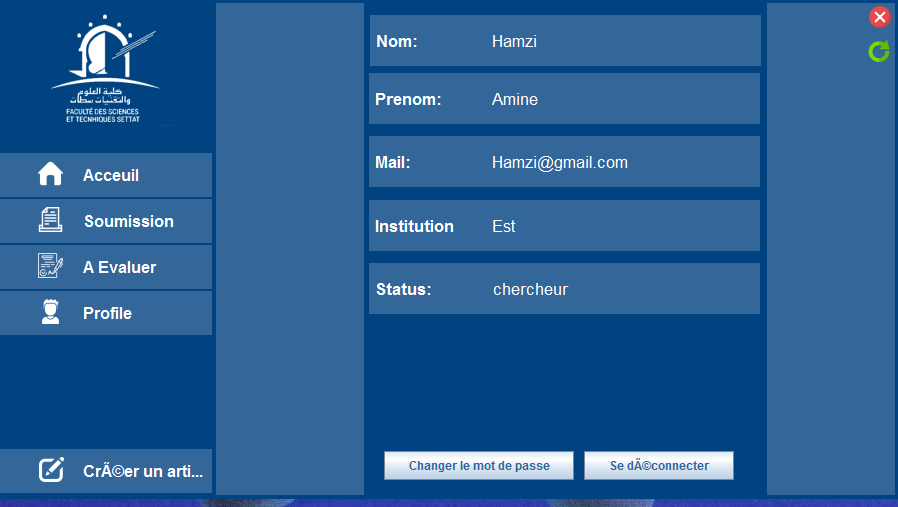 كلية العلوم
والتقنيات سطات
FACULTÉ DES SCIENCES
ET TECNHIQUES SETTAT
Acceuil
Soumission
A Evaluer
Profile
CrÃ©er un arti...
Nom: Hamzi
Prenom: Amine
Mail: Hamzi@gmail.com
Institution Est
Status: chercheur
Changer le mot de passe
Se dÃ©connecter